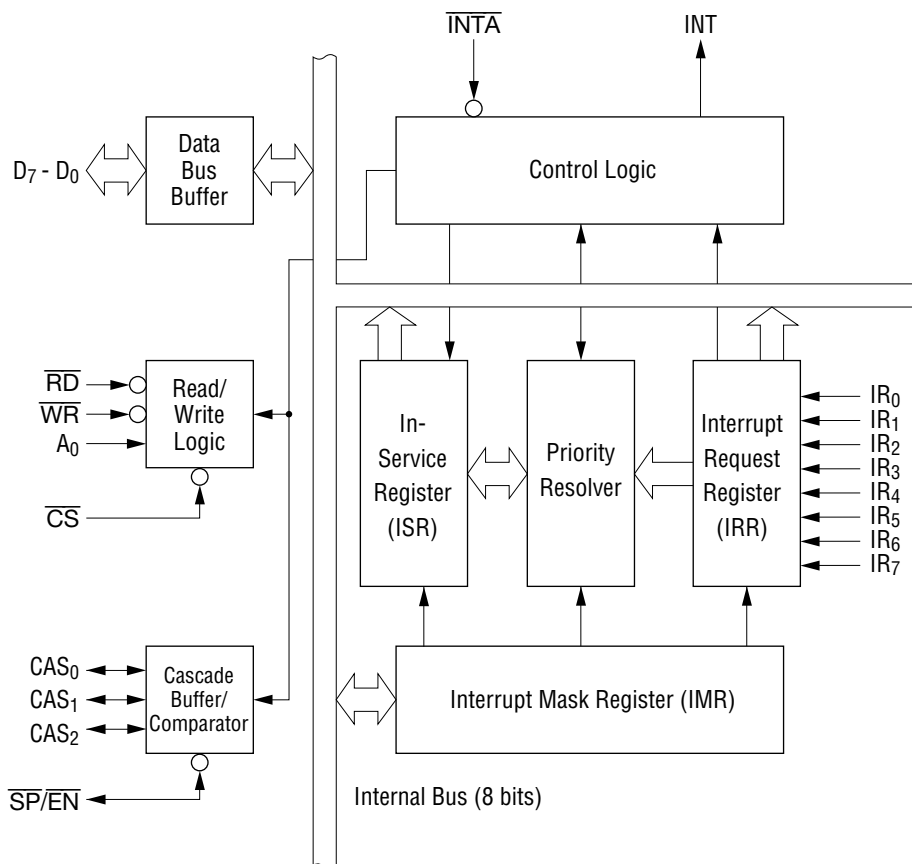 INTA INT
D7 - D0
Data
Bus
Buffer
Control Logic
RD
WR
A0
CS
Read/
Write
Logic
In-
Service
Register
(ISR)
Priority
Resolver
Interrupt
Request
Register
(IRR)
IR0
IR1
IR2
IR3
IR4
IR5
IR6
IR7
CAS0
CAS1
CAS2
Cascade
Buffer/
Comparator
Interrupt Mask Register (IMR)
SP/EN
Internal Bus (8 bits)